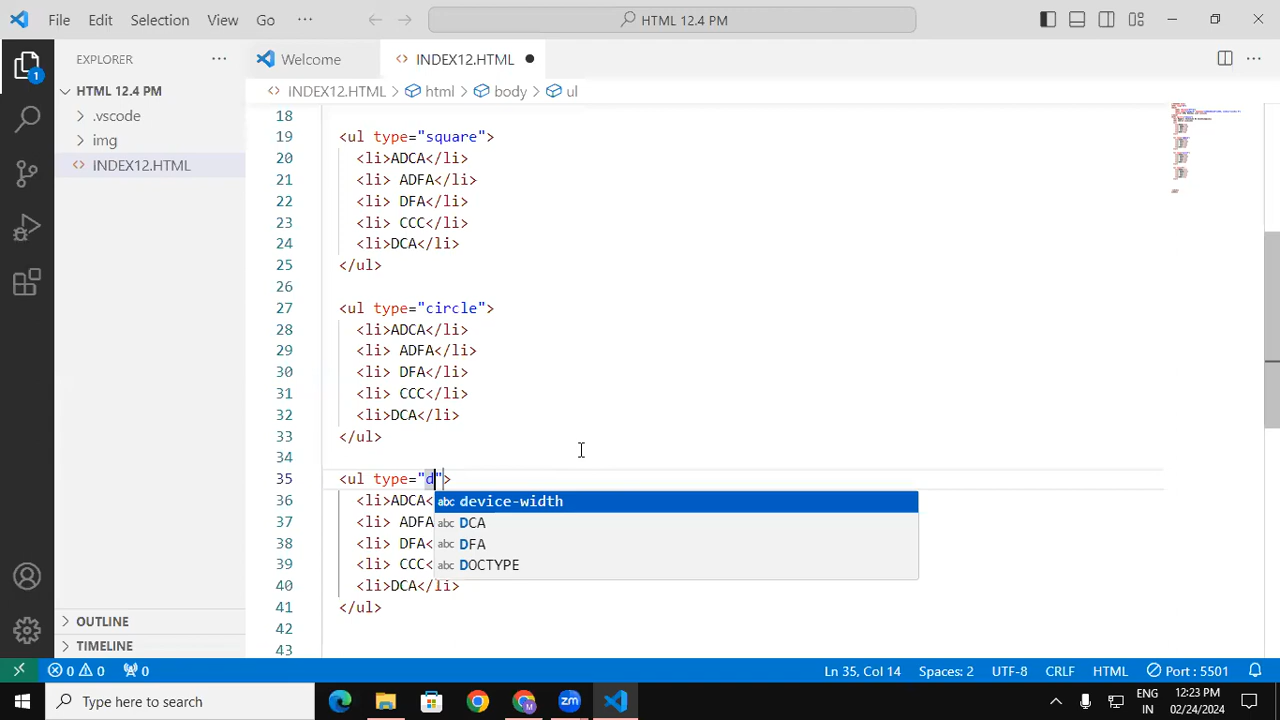 File Edit Selection View Go ··· HTML 12.4 PM
EXPLORER ··· Welcome INDEX12.HTML
HTML 12.4 PM
.vscode
img
INDEX12.HTML
1
INDEX12.HTML > html > body > ul
18
19 <ul type="square">
20 <li>ADCA</li>
21 <li> ADFA</li>
22 <li> DFA</li>
23 <li> CCC</li>
24 <li>DCA</li>
25 </ul>
26
27 <ul type="circle">
28 <li>ADCA</li>
29 <li> ADFA</li>
30 <li> DFA</li>
31 <li> CCC</li>
32 <li>DCA</li>
33 </ul>
34
35 <ul type="d">
36 <li>ADCA<
37 <li> ADFA
38 <li> DFA<
39 <li> CCC<
40 <li>DCA</li>
41 </ul>
42
43
abc device-width
abc DCA
abc DFA
abc DOCTYPE
OUTLINE
TIMELINE
0 0 0 Ln 35, Col 14 Spaces: 2 UTF-8 CRLF HTML Port : 5501
Type here to search
ENG
IN
12:23 PM
02/24/2024